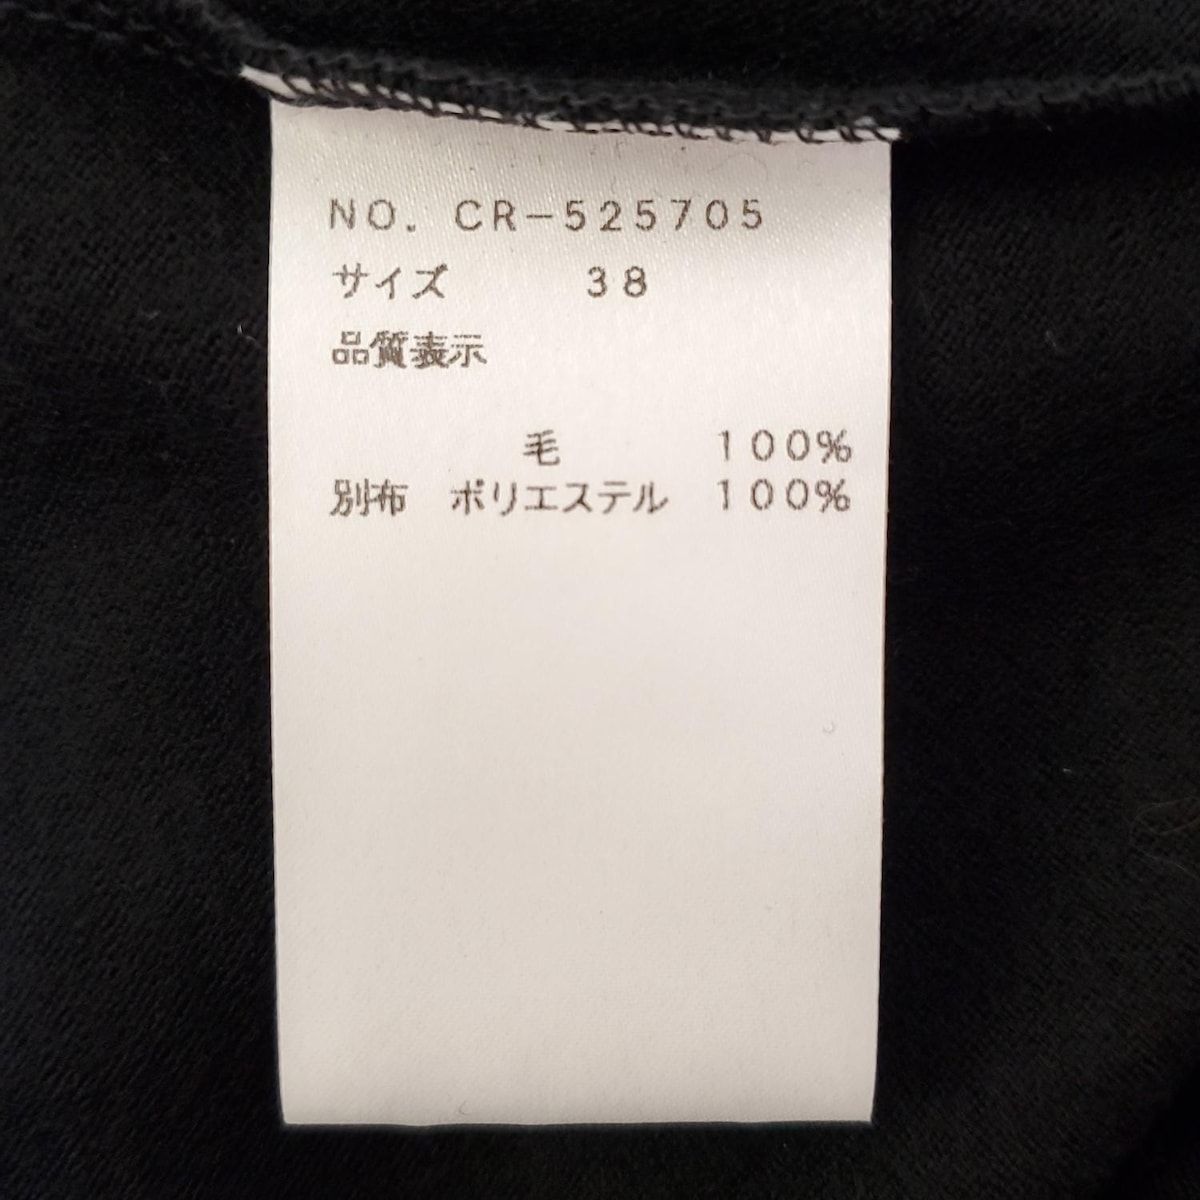 NO. CR-525705
サイズ 38
品質表示
毛 100%
別布 ポリエステル 100%